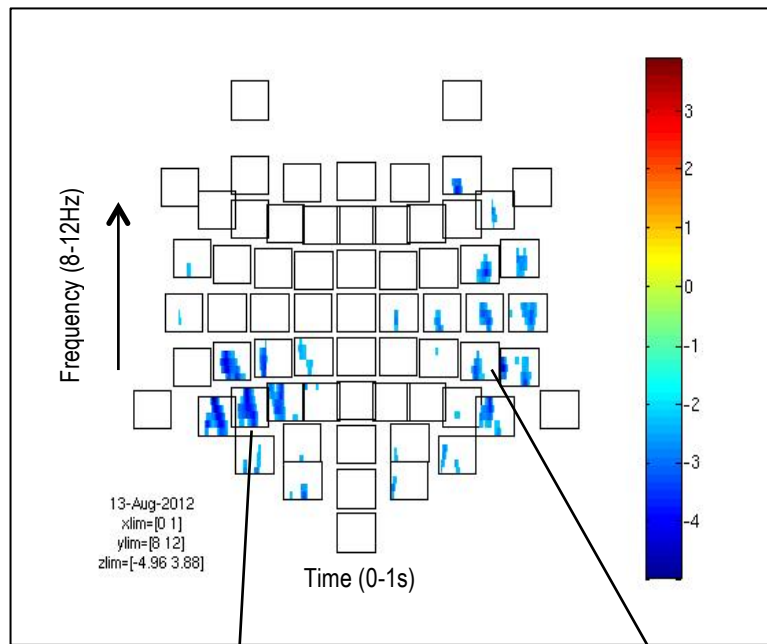 3
2
1
0
-1
-2
-3
-4
Frequency (8-12Hz)
13-Aug-2012
xlim=[0 1]
ylim=[8 12]
zlim=[-4.96 3.88]
Time (0-1s)